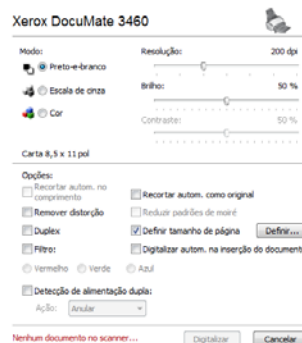 Xerox DocuMate 3460
Modo:
Resolução: 200 dpi
Preto-e-branco
Escala de cinza
Brilho: 50 %
Cor
Contraste: 50 %
Carta 8,5 x 11 pol
Opções:
Recortar autom. no
comprimento
Recortar autom. como original
Remover distorção
Reduzir padrões de moiré
Duplex
Definir tamanho de página
Definir...
Filtro:
Digitalizar autom. na inserção do documento
Vermelho Verde Azul
Detecção de alimentação dupla:
Ação: Anular
Nenhum documento no scanner...
Digitalizar
Cancelar